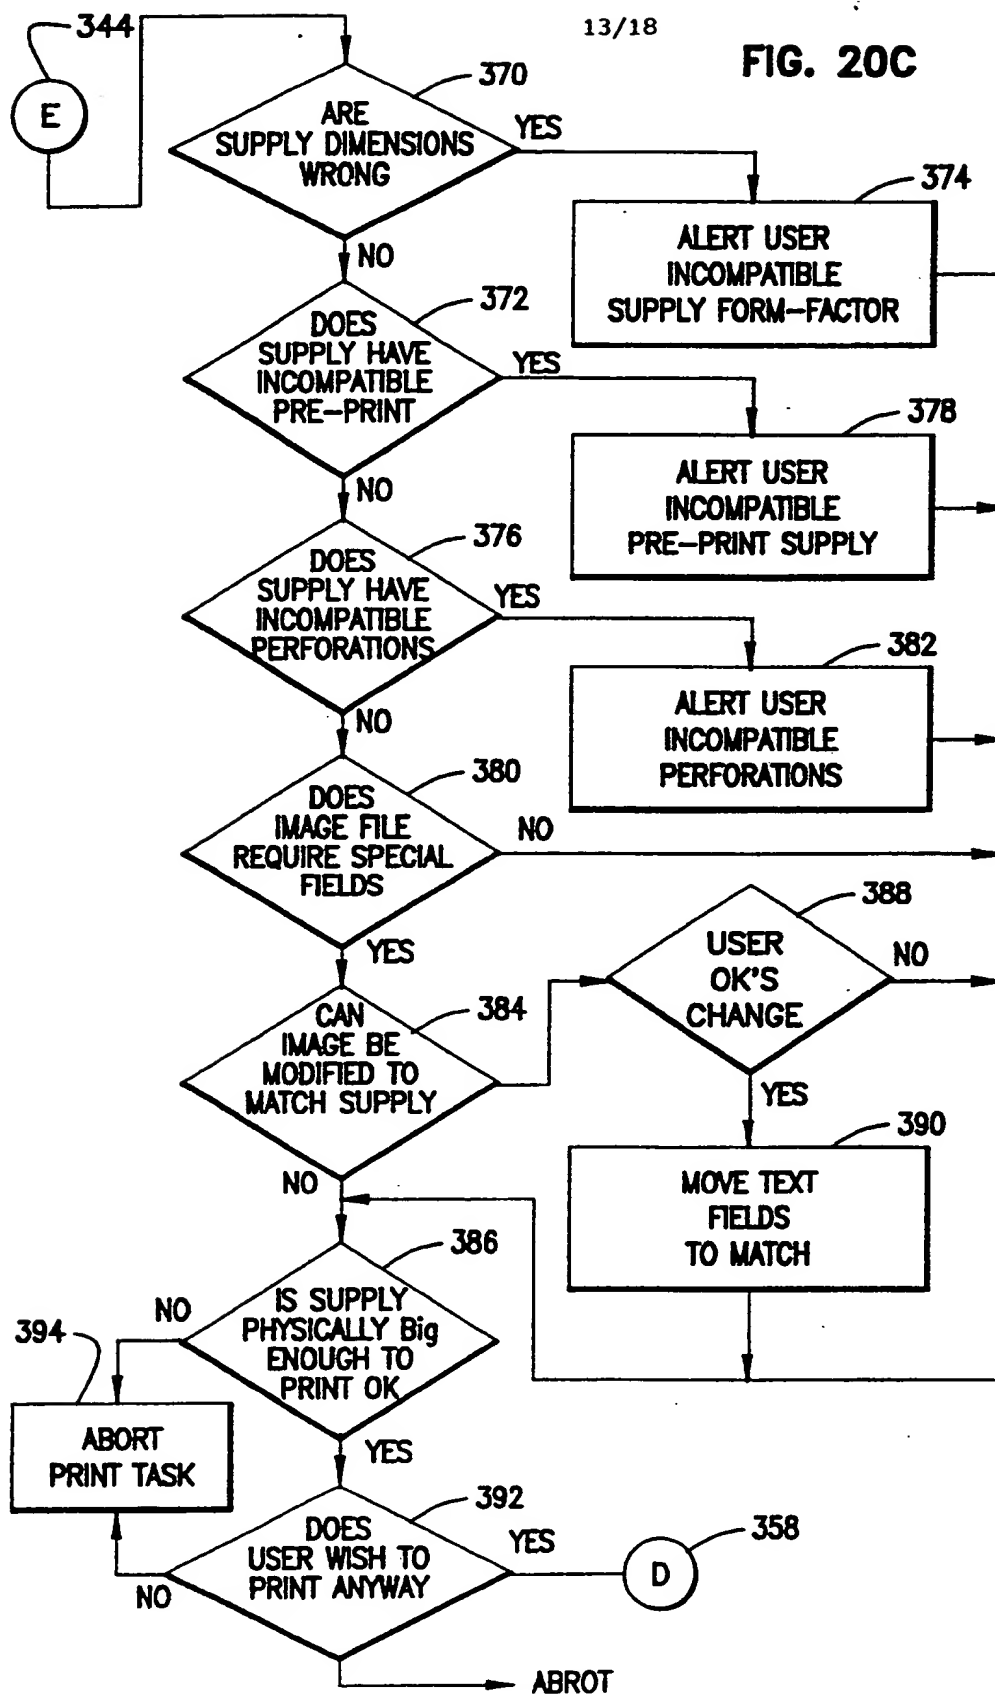 344
13/18
FIG. 20C
E
370
ARE
SUPPLY DIMENSIONS
WRONG
YES
374
ALERT USER
INCOMPATIBLE
SUPPLY FORM-FACTOR
NO
372
DOES
SUPPLY HAVE
INCOMPATIBLE
PRE-PRINT
YES
378
ALERT USER
INCOMPATIBLE
PRE-PRINT SUPPLY
NO
376
DOES
SUPPLY HAVE
INCOMPATIBLE
PERFORATIONS
YES
382
ALERT USER
INCOMPATIBLE
PERFORATIONS
NO
380
DOES
IMAGE FILE
REQUIRE SPECIAL
FIELDS
NO
YES
388
USER
OK'S
CHANGE
NO
384
CAN
IMAGE BE
MODIFIED TO
MATCH SUPPLY
YES
390
MOVE TEXT
FIELDS
TO MATCH
NO
386
IS SUPPLY
PHYSICALLY Big
ENOUGH TO
PRINT OK
NO
394
ABORT
PRINT TASK
YES
392
DOES
USER WISH TO
PRINT ANYWAY
YES
358
D
NO
ABROT